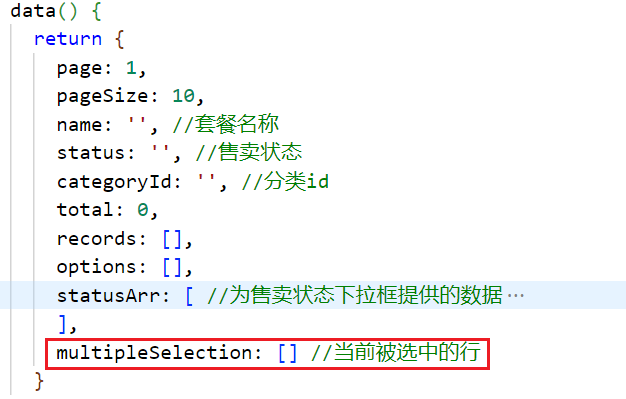 data() {
return {
page: 1,
pageSize: 10,
name: '', //套餐名称
status: '', //售卖状态
categoryId: '', //分类id
total: 0,
records: [],
options: [],
statusArr: [ //为售卖状态下拉框提供的数据 ···
],
multipleSelection: [] //当前被选中的行
}